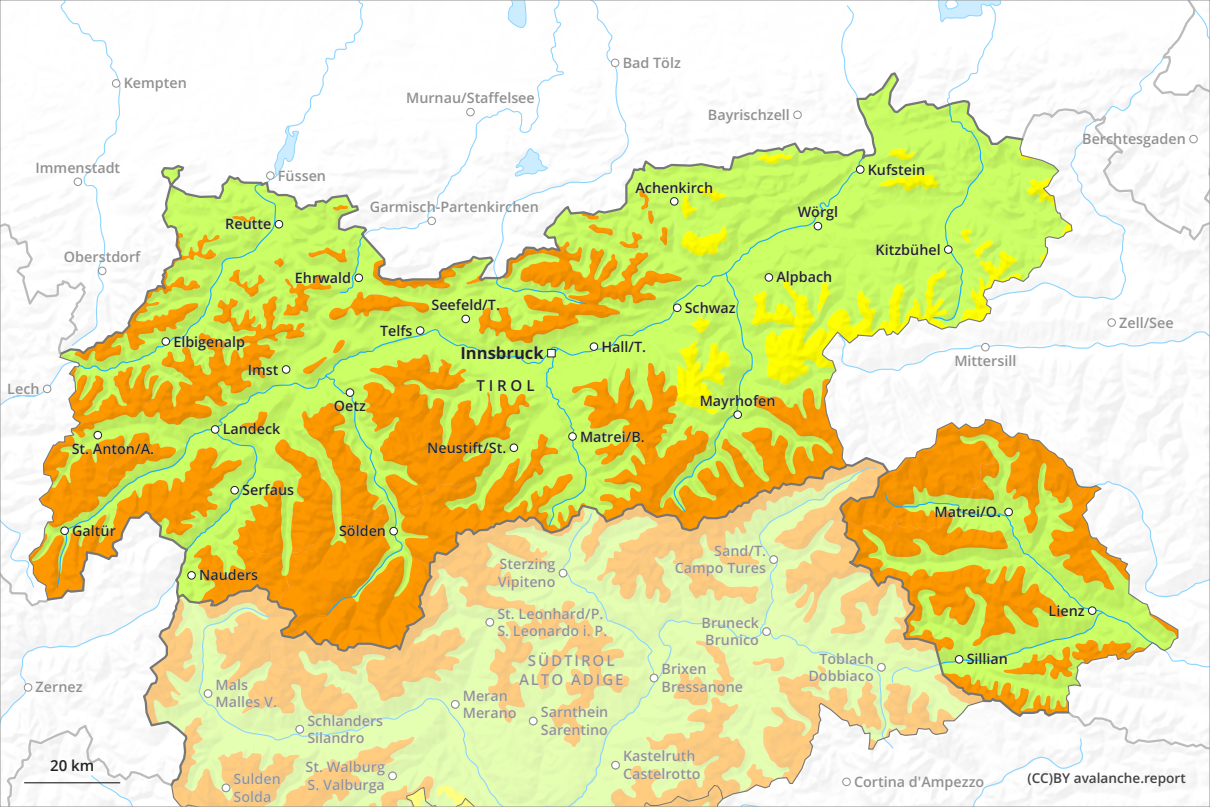 Kempten
Bad Tölz
Murnau/Staffelsee
Bayrischzell
Berchtesgaden
Immenstadt
Füssen
Kufstein
Achenkirch
Garmisch-Partenkirchen
Reutte
Wörgl
Oberstdorf
Kitzbühel
Ehrwald
Alpbach
Seefeld/T.
Schwaz
Telfs
Zell/See
Elbigenalp
Innsbruck
Hall/T.
Mittersill
Imst
TIROL
Lech
Oetz
Mayrhofen
Landeck
Matrei/B.
St. Anton/A.
Neustift/St.
Serfaus
Matrei/O.
Galtür
Sölden
Sand/T.
Campo Tures
Sterzing
Vipiteno
Nauders
Lienz
St. Leonhard/P.
S. Leonardo i. P.
Bruneck
Brunico
SÜDTIROL
ALTO ADIGE
Toblach
Dobbiaco
Sillian
Brixen
Bressanone
Zernez
Mals
Malles V.
Meran
Merano
Sarnthein
Sarentino
Schlanders
Silandro
Kastelruth
Castelrotto
20 km
St. Walburg
S. Valburga
Sulden
Solda
Cortina d'Ampezzo
(CC)BY avalanche.report